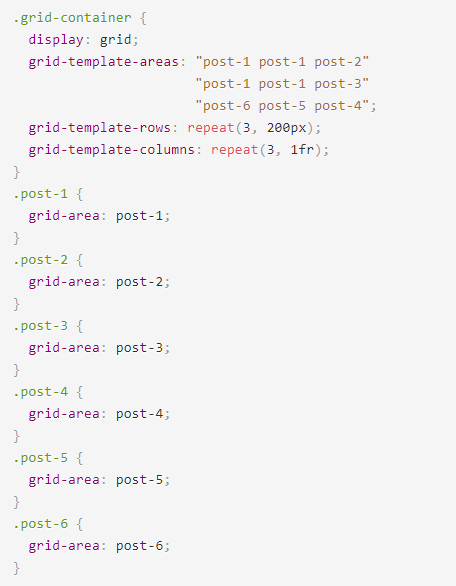 .grid-container {
  display: grid;
  grid-template-areas: "post-1 post-1 post-2"
                       "post-1 post-1 post-3"
                       "post-6 post-5 post-4";
  grid-template-rows: repeat(3, 200px);
  grid-template-columns: repeat(3, 1fr);
}
.post-1 {
  grid-area: post-1;
}
.post-2 {
  grid-area: post-2;
}
.post-3 {
  grid-area: post-3;
}
.post-4 {
  grid-area: post-4;
}
.post-5 {
  grid-area: post-5;
}
.post-6 {
  grid-area: post-6;
}